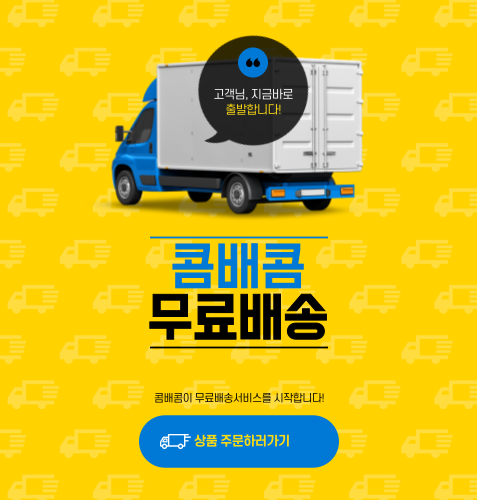 고객님, 지금바로
출발합니다!
콤배콤
무료배송
콤배콤이 무료배송서비스를 시작합니다!
상품 주문하러가기